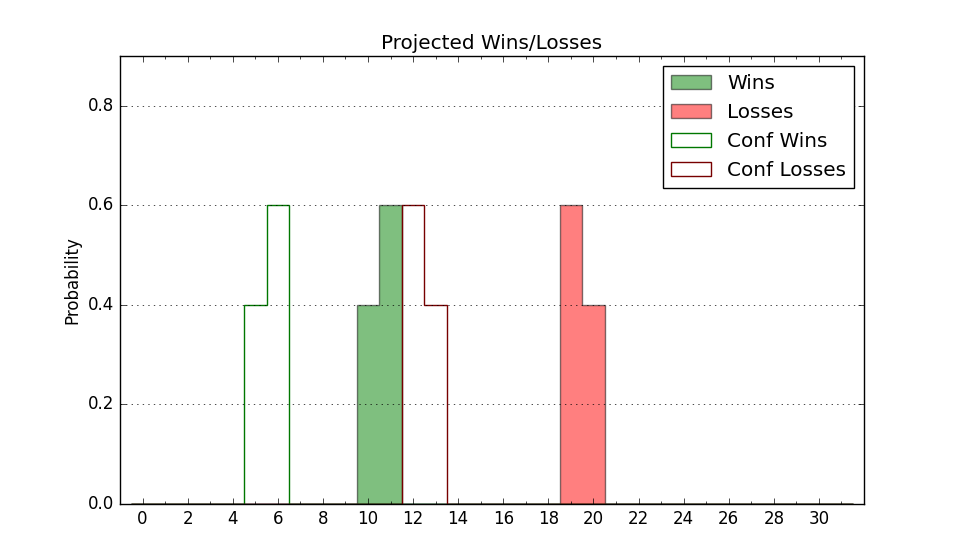 Projected Wins/Losses
Wins
Losses
Conf Wins
Conf Losses
Probability
0.8
0.6
0.4
0.2
0.0
0 2 4 6 8 10 12 14 16 18 20 22 24 26 28 30